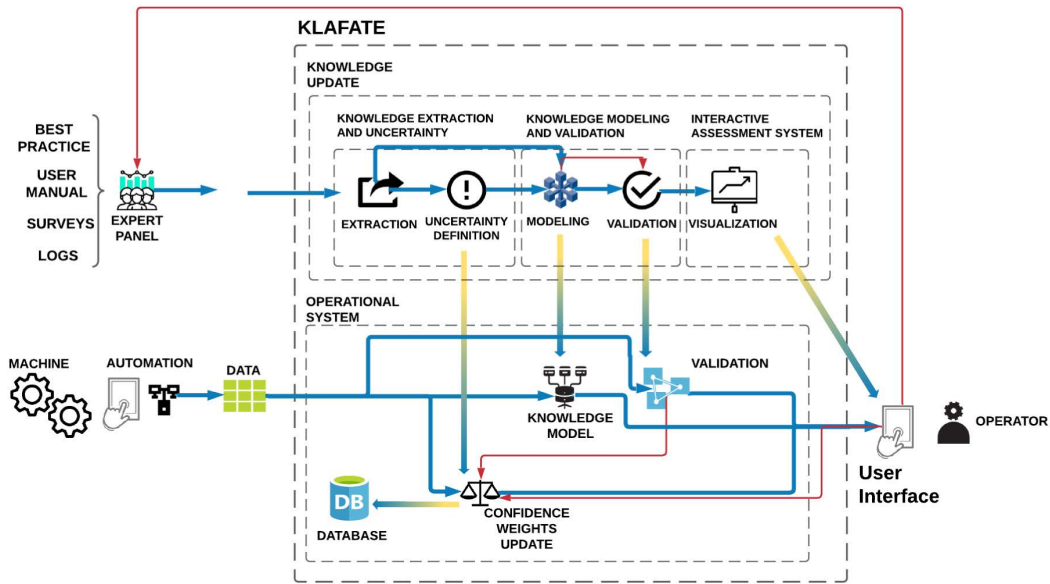 KLAFATE
KNOWLEDGE
UPDATE
KNOWLEDGE EXTRACTION
AND UNCERTAINTY
KNOWLEDGE MODELING
AND VALIDATION
INTERACTIVE
ASSESSMENT SYSTEM
BEST
PRACTICE
USER
MANUAL
SURVEYS
LOGS
EXPERT
PANEL
EXTRACTION
UNCERTAINTY
DEFINITION
MODELING
VALIDATION
VISUALIZATION
OPERATIONAL
SYSTEM
MACHINE
AUTOMATION
DATA
VALIDATION
KNOWLEDGE
MODEL
OPERATOR
User
Interface
DB
DATABASE
CONFIDENCE
WEIGHTS
UPDATE